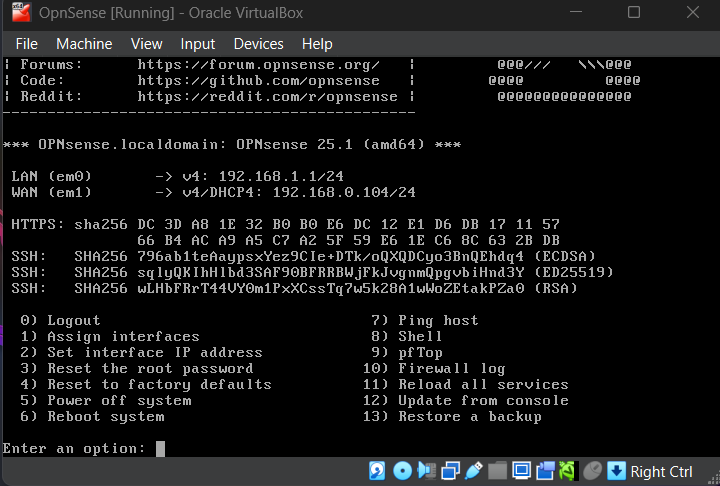 OpnSense [Running] - Oracle VirtualBox
File Machine View Input Devices Help
| Forums: https://forum.opnsense.org/ | @@@/// \\\@@@
| Code: https://github.com/opnsense | @@@@ @@@@
| Reddit: https://reddit.com/r/opnsense | @@@@@@@@@@@@@@@
----------------------------------------------
*** OPNsense.localdomain: OPNsense 25.1 (amd64) ***
LAN (em0) -> v4: 192.168.1.1/24
WAN (em1) -> v4/DHCP4: 192.168.0.104/24
HTTPS: sha256 DC 3D A8 1E 32 B0 B0 E6 DC 12 E1 D6 DB 17 11 57
66 B4 AC A9 A5 C7 A2 5F 59 E6 1E C6 8C 63 2B DB
SSH: SHA256 796ab1teAaypsxYez9CIe+DTk/oQXQDCyo3BnQEhdq4 (ECDSA)
SSH: SHA256 sqlyQKIhHlbd3SAF90BFRRBWjFkJvgnmQpgvbiHnd3Y (ED25519)
SSH: SHA256 wLHbFRrT44VY0m1PxXCssTq7w5k28A1wWoZEtakPZa0 (RSA)
0) Logout 7) Ping host
1) Assign interfaces 8) Shell
2) Set interface IP address 9) pfTop
3) Reset the root password 10) Firewall log
4) Reset to factory defaults 11) Reload all services
5) Power off system 12) Update from console
6) Reboot system 13) Restore a backup
Enter an option:
Right Ctrl